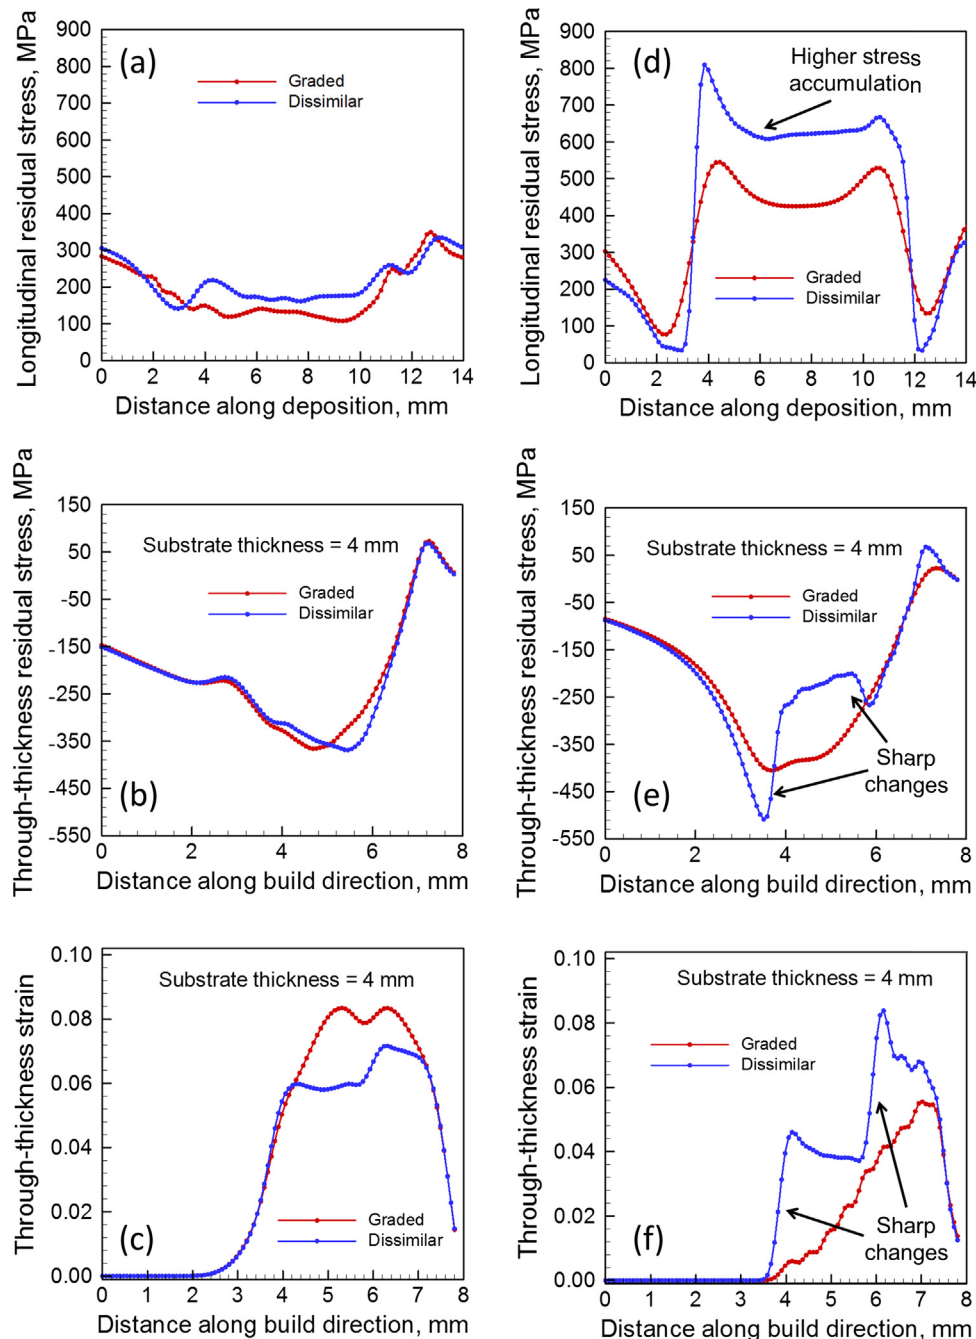 Longitudinal residual stress, MPa
900
800
700
600
500
400
300
200
100
0
(a)
Graded
Dissimilar
0 2 4 6 8 10 12 14
Distance along deposition, mm
Longitudinal residual stress, MPa
900
800
700
600
500
400
300
200
100
0
(d)
Higher stress
accumulation
Graded
Dissimilar
0 2 4 6 8 10 12 14
Distance along deposition, mm
Through-thickness residual stress, MPa
150
50
-50
-150
-250
-350
-450
-550
Substrate thickness = 4 mm
Graded
Dissimilar
(b)
0 2 4 6 8
Distance along build direction, mm
Through-thickness residual stress, MPa
150
50
-50
-150
-250
-350
-450
-550
Substrate thickness = 4 mm
Graded
Dissimilar
(e)
Sharp
changes
0 2 4 6 8
Distance along build direction, mm
Through-thickness strain
0.10
0.08
0.06
0.04
0.02
0.00
Substrate thickness = 4 mm
(c)
Graded
Dissimilar
0 1 2 3 4 5 6 7 8
Distance along build direction, mm
Through-thickness strain
0.10
0.08
0.06
0.04
0.02
0.00
Substrate thickness = 4 mm
Graded
Dissimilar
(f)
Sharp
changes
0 1 2 3 4 5 6 7 8
Distance along build direction, mm